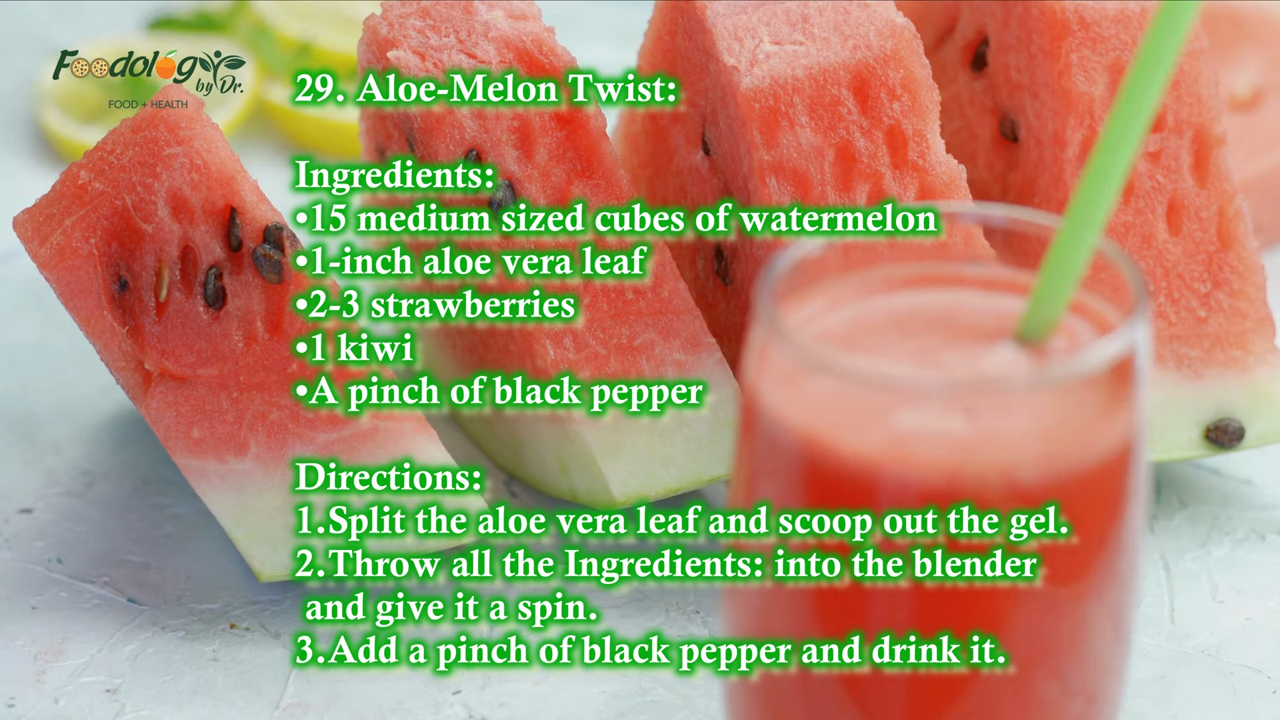 Foodology
by Dr.
FOOD + HEALTH
29. Aloe-Melon Twist:
Ingredients:
•15 medium sized cubes of watermelon
•1-inch aloe vera leaf
•2-3 strawberries
•1 kiwi
•A pinch of black pepper
Directions:
1.Split the aloe vera leaf and scoop out the gel.
2.Throw all the Ingredients: into the blender
and give it a spin.
3.Add a pinch of black pepper and drink it.